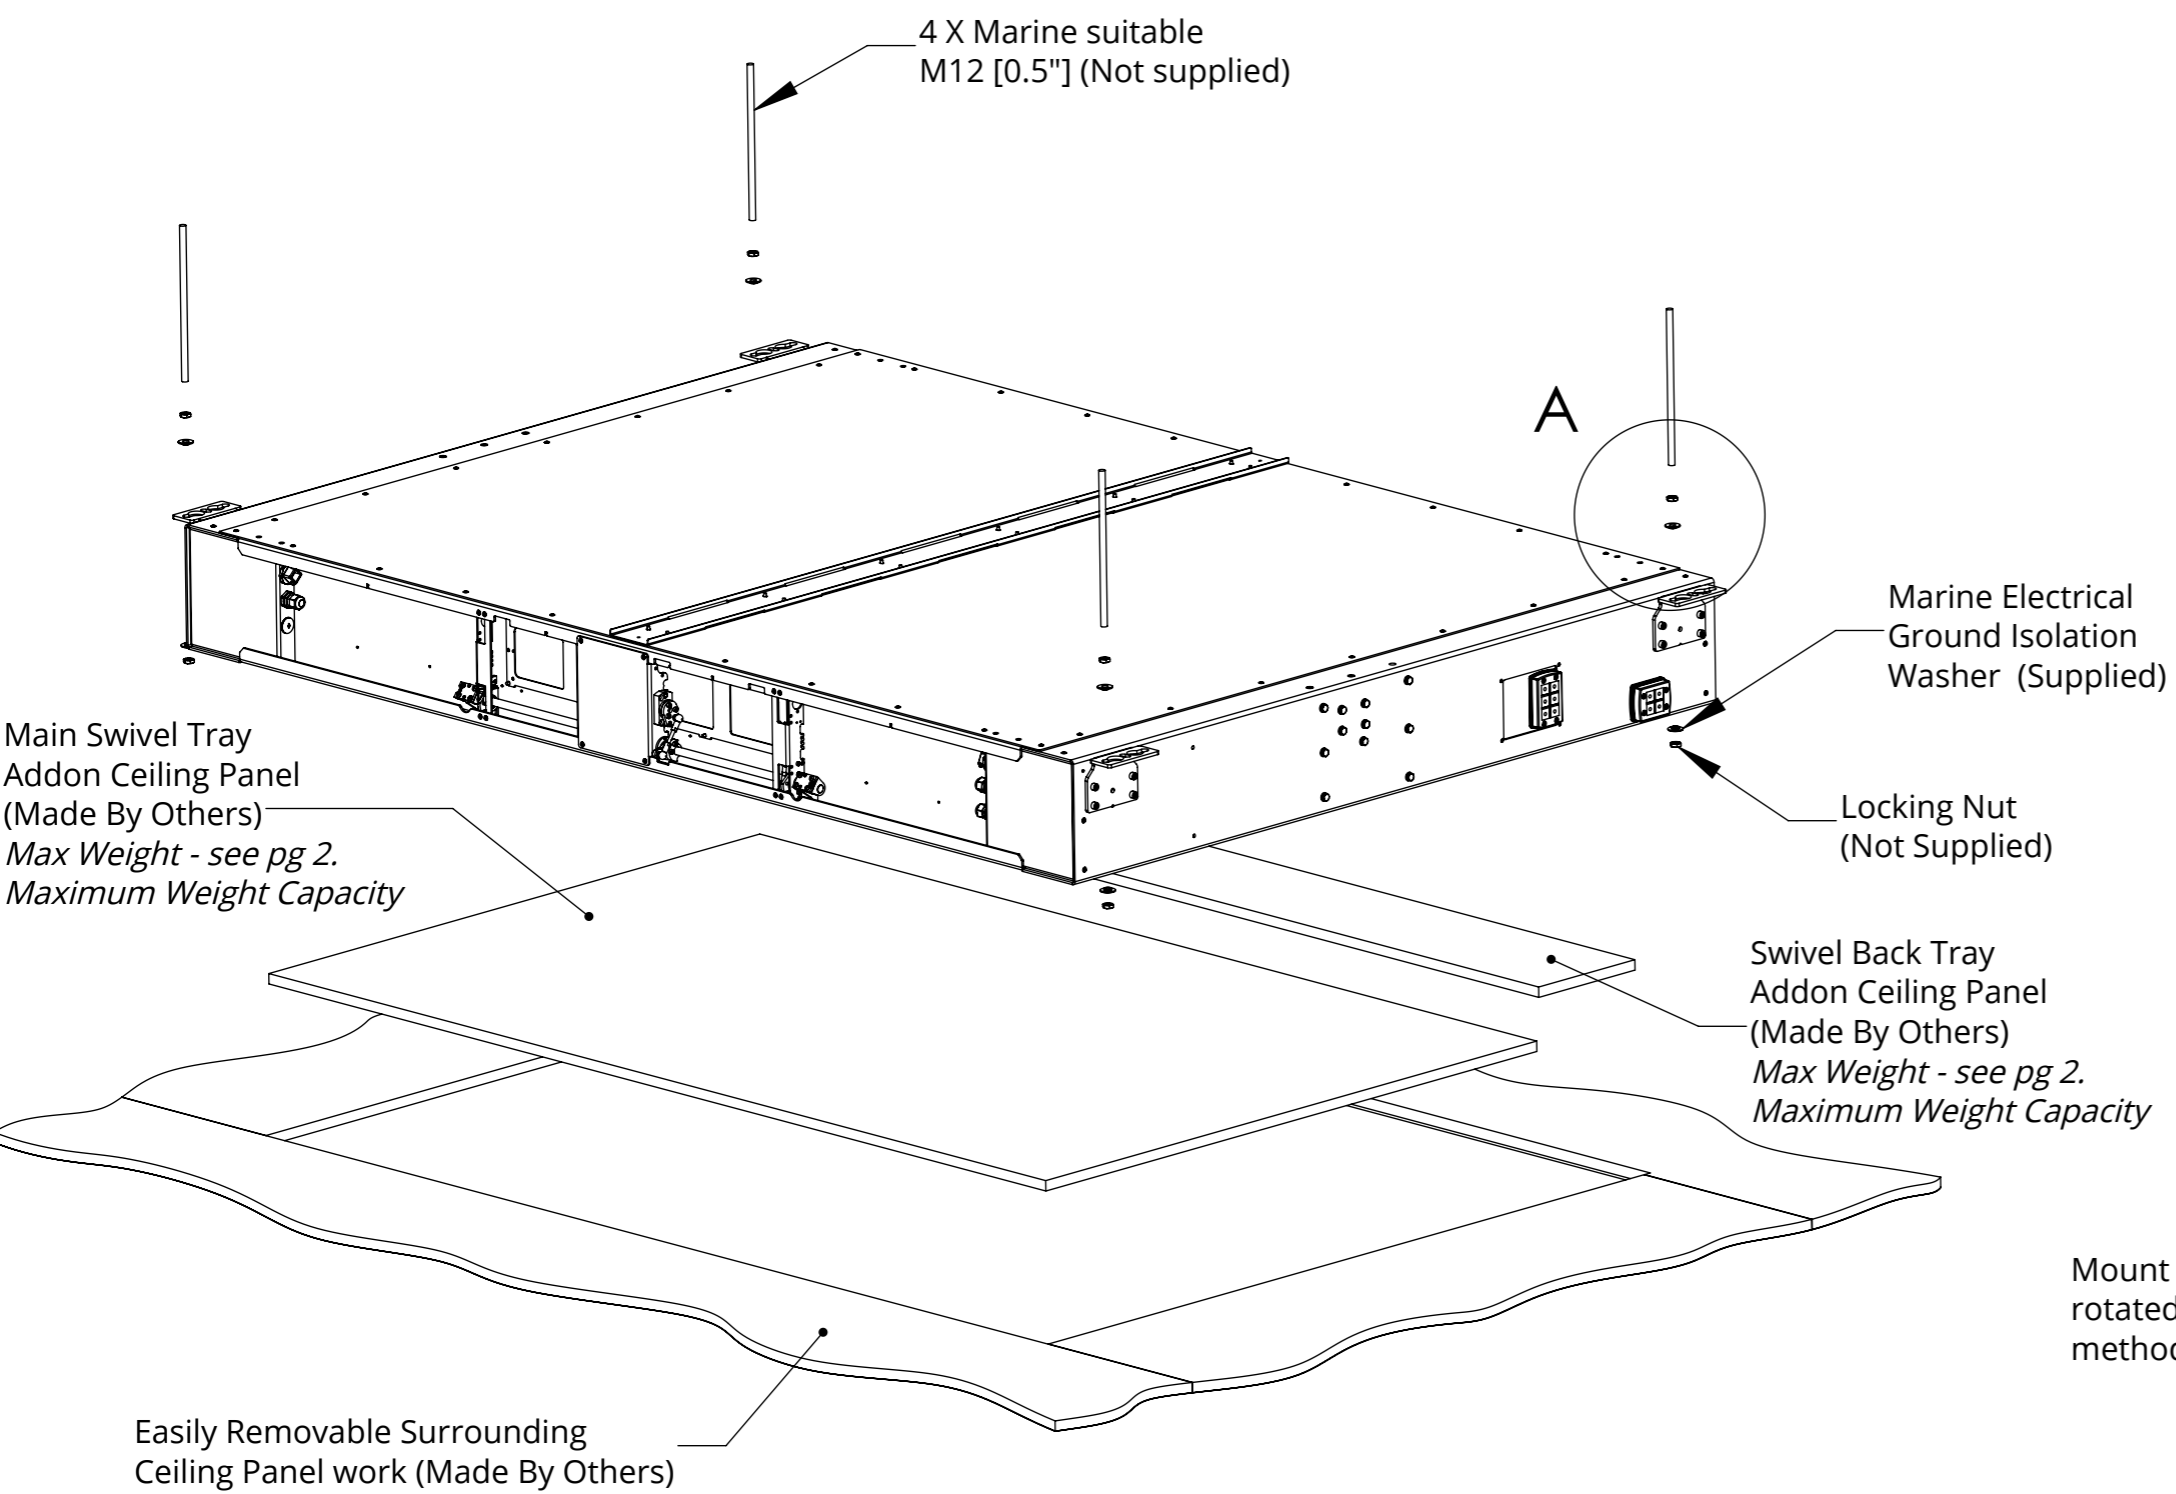 4 X Marine suitable
M12 [0.5"] (Not supplied)
A
Marine Electrical
Ground Isolation
Washer (Supplied)
Main Swivel Tray
Addon Ceiling Panel
(Made By Others)
Max Weight - see pg 2.
Maximum Weight Capacity
Locking Nut
(Not Supplied)
Swivel Back Tray
Addon Ceiling Panel
(Made By Others)
Max Weight - see pg 2.
Maximum Weight Capacity
Mount
rotated
Easily Removable Surrounding
Ceiling Panel work (Made By Others)